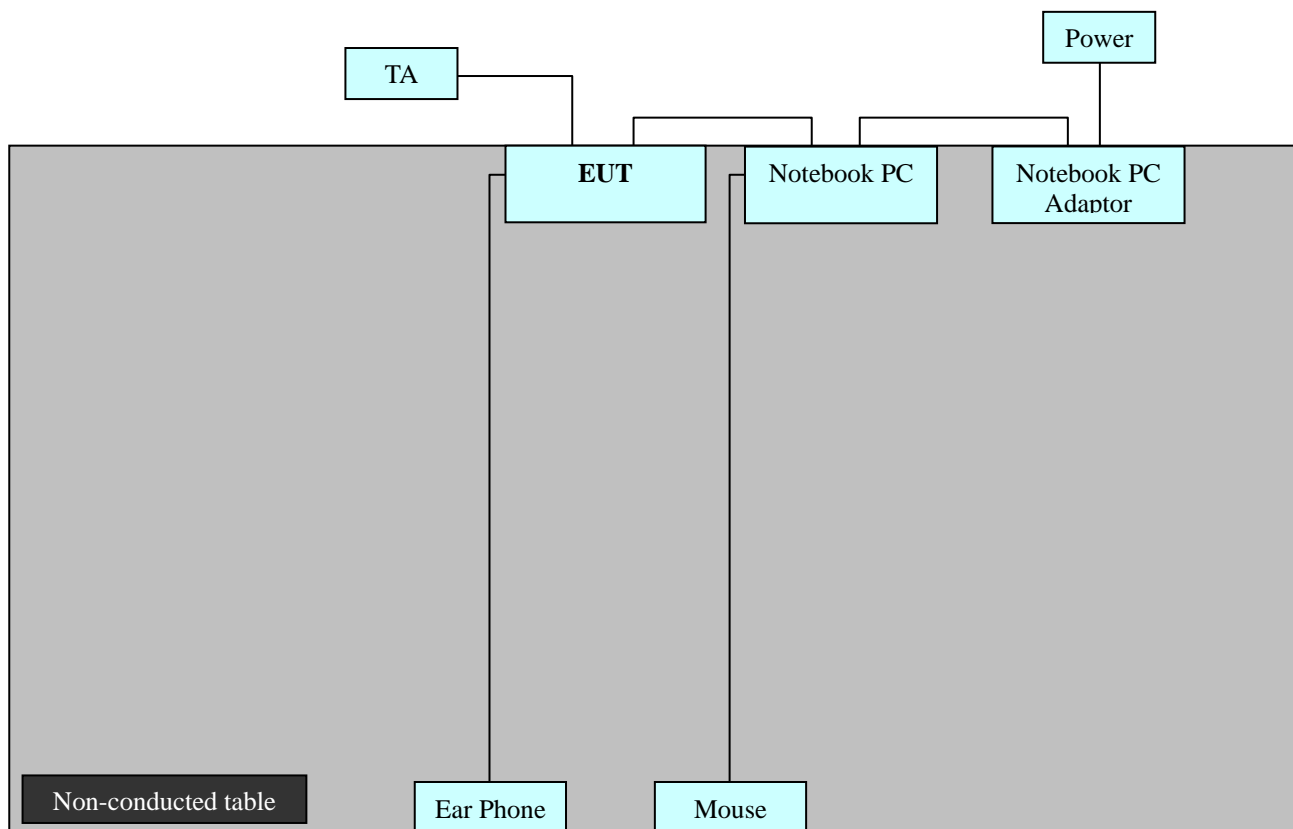 Power
TA
EUT
Notebook PC
Notebook PC
Adaptor
Non-conducted table
Ear Phone
Mouse